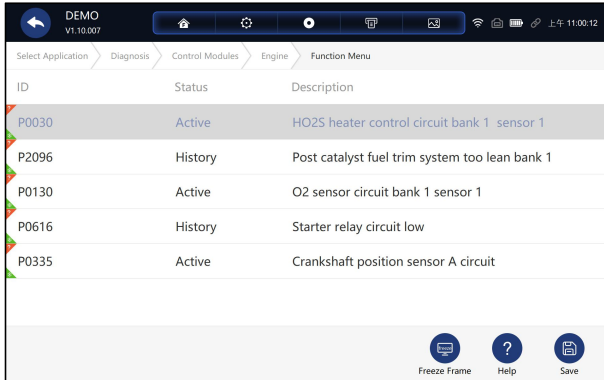 DEMO
V1.10.007
上午 11:00:12
Select Application Diagnosis Control Modules Engine Function Menu
ID Status Description
P0030 Active HO2S heater control circuit bank 1 sensor 1
P2096 History Post catalyst fuel trim system too lean bank 1
P0130 Active O2 sensor circuit bank 1 sensor 1
P0616 History Starter relay circuit low
P0335 Active Crankshaft position sensor A circuit
freeze
?
Freeze Frame Help Save